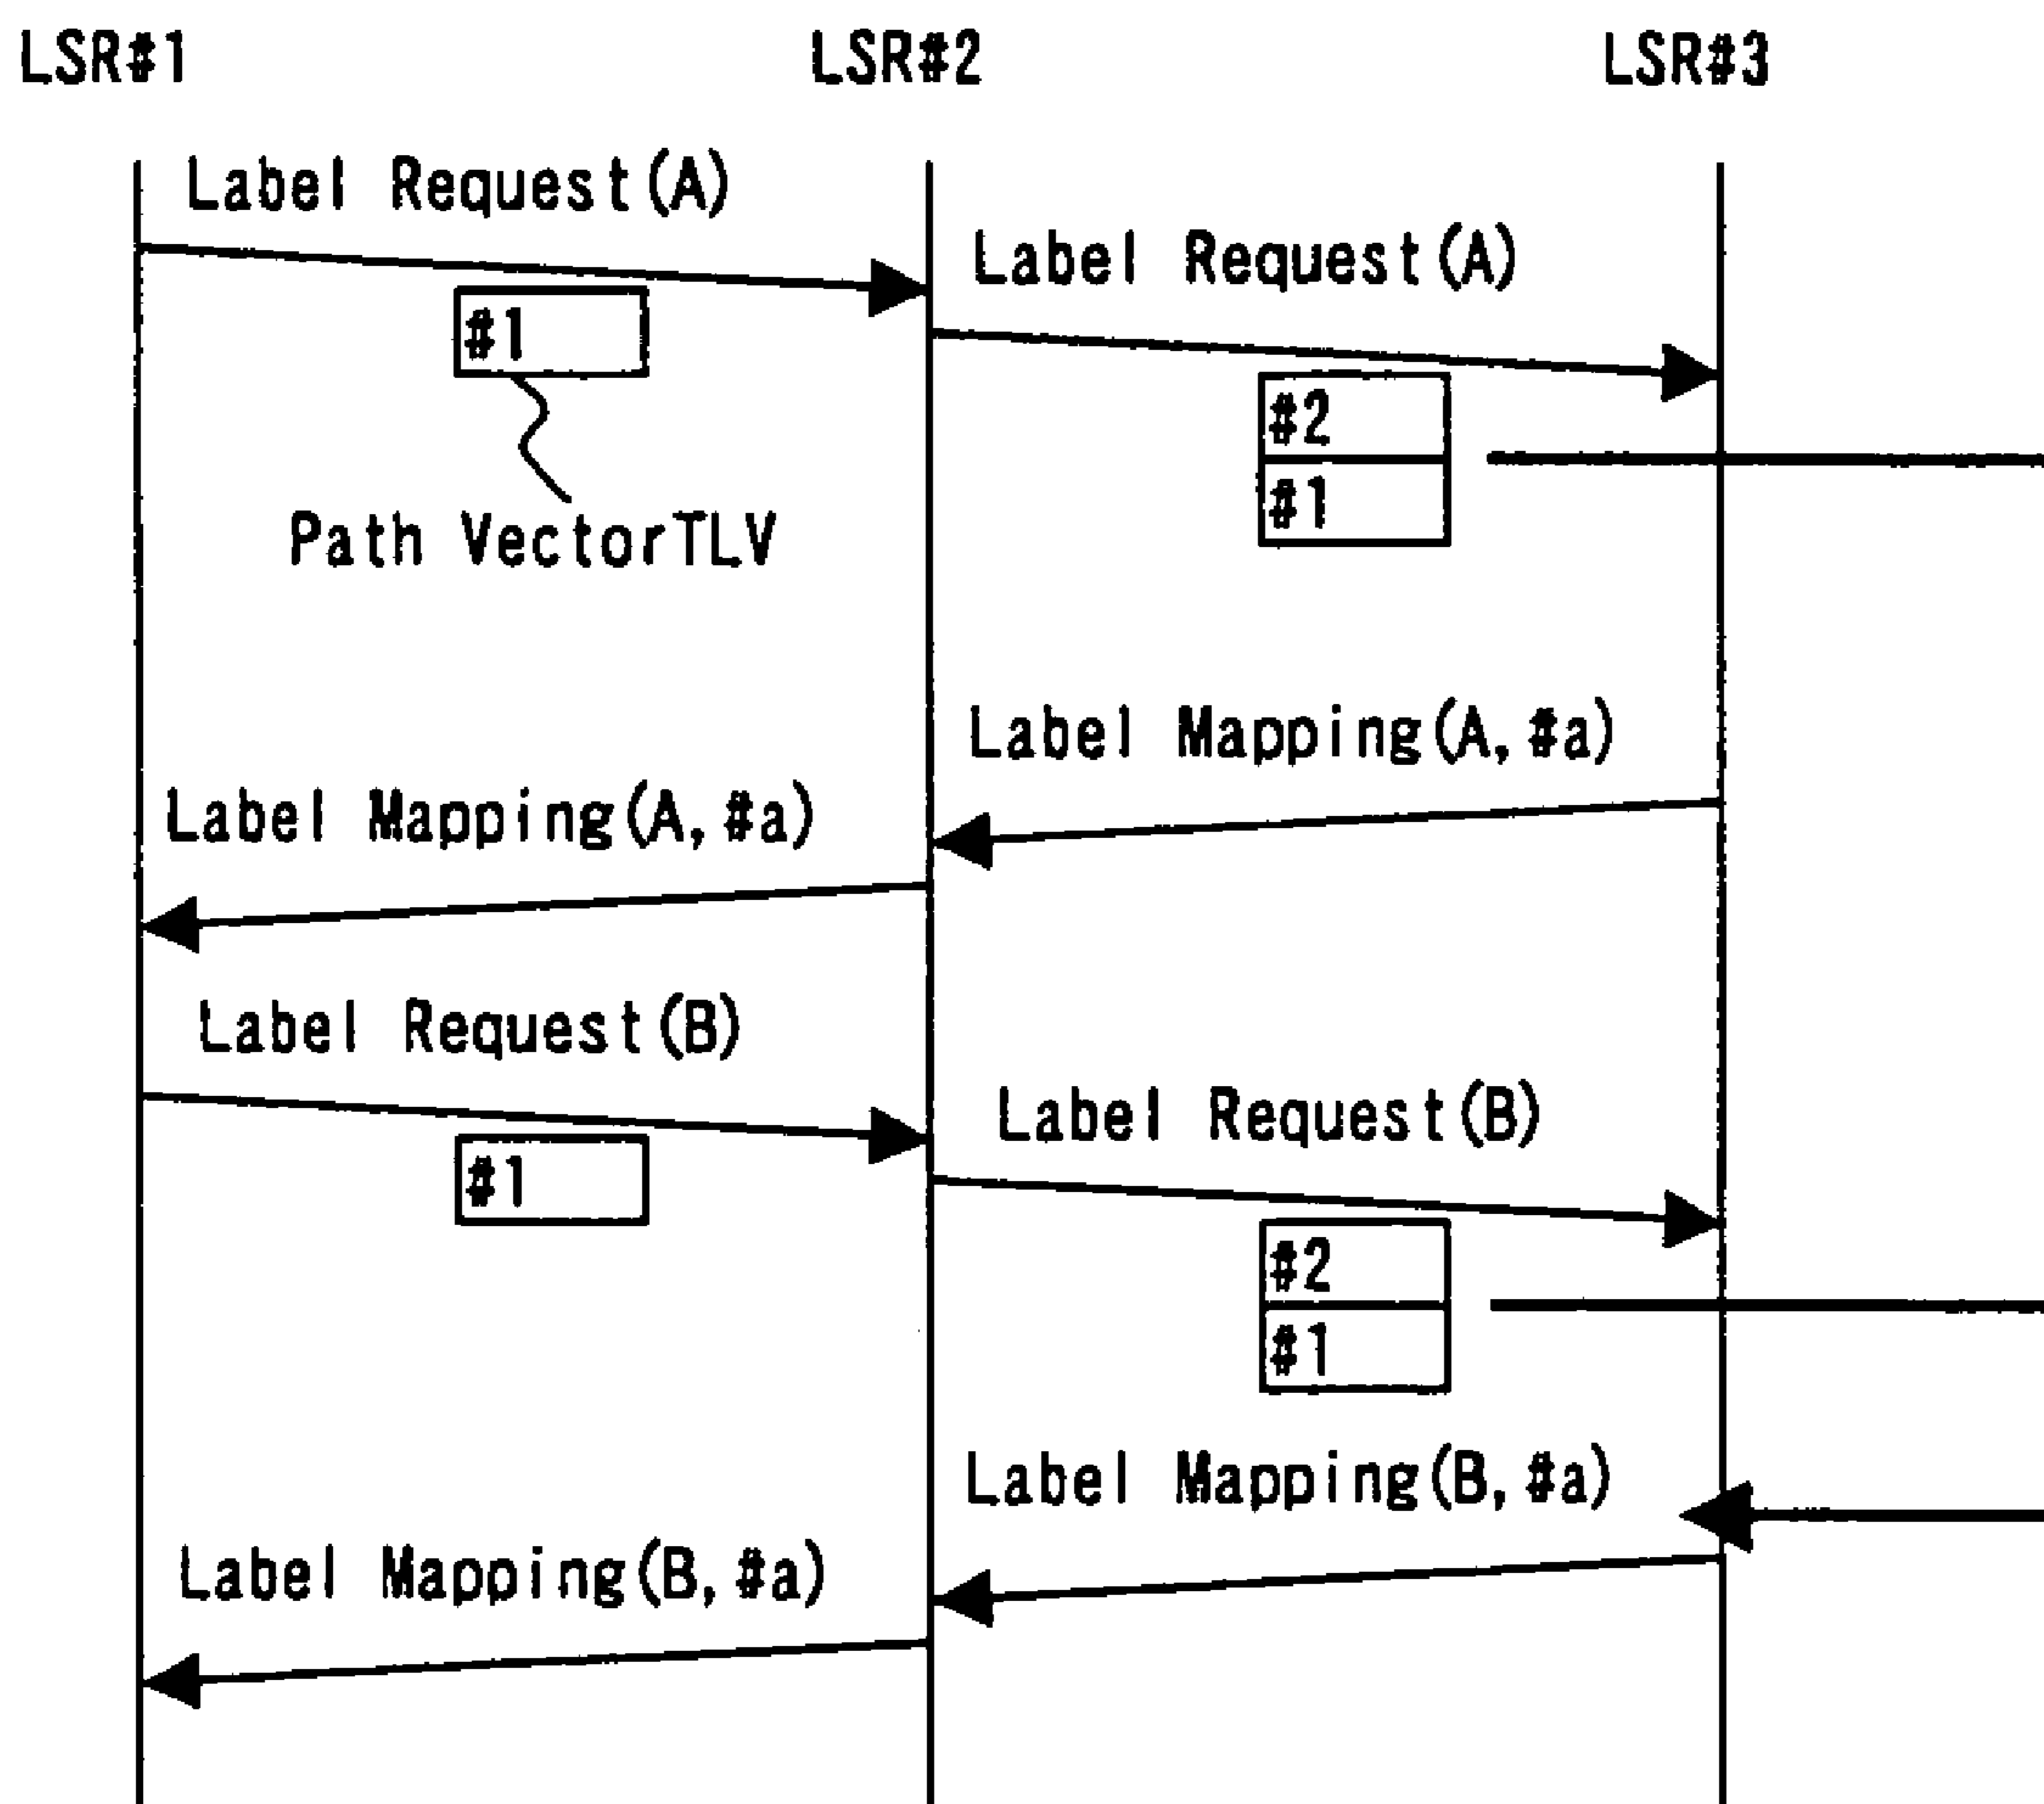 LSR#1 LSR#2 LSR#3
Label Request(A)
Label Request(A)
#1
#2
#1
Path VectorTLV
Label Mapping(A,#a)
Label Mapping(A,#a)
Label Request(B)
Label Request(B)
#1
#2
#1
Label Mapping(B,#a)
Label Mapping(B,#a)